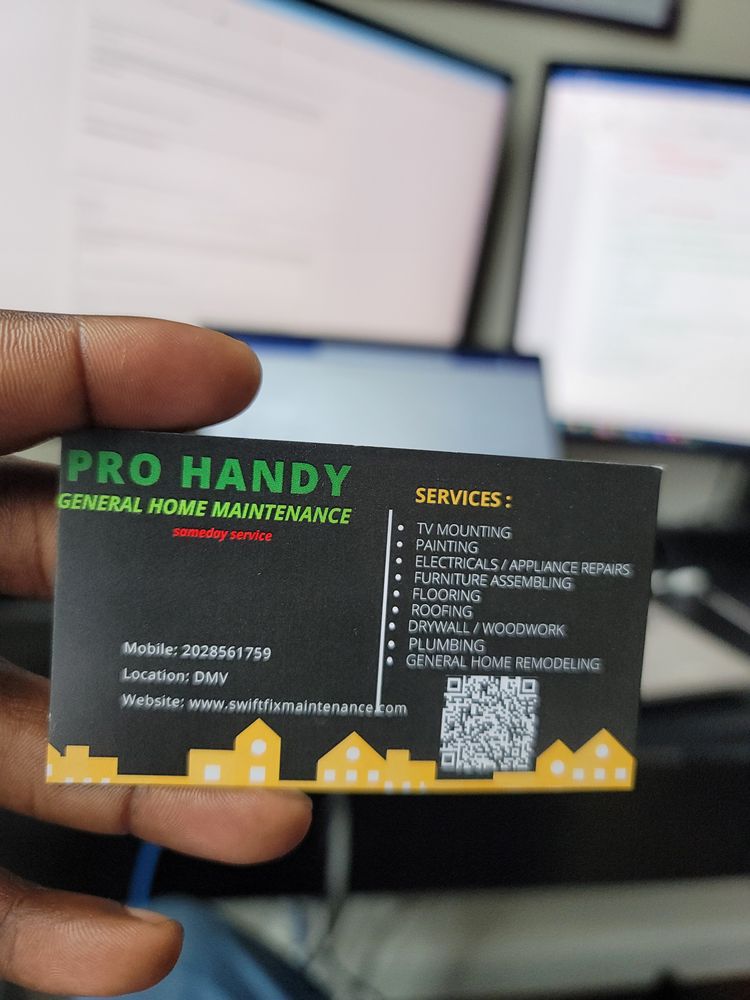 PRO HANDY
GENERAL HOME MAINTENANCE
sameday service
Mobile: 2028561759
Location: DMV
Website: www.swiftfixmaintenance.com
SERVICES :
• TV MOUNTING
• PAINTING
• ELECTRICALS / APPLIANCE REPAIRS
• FURNITURE ASSEMBLING
• FLOORING
• ROOFING
• DRYWALL / WOODWORK
• PLUMBING
• GENERAL HOME REMODELING